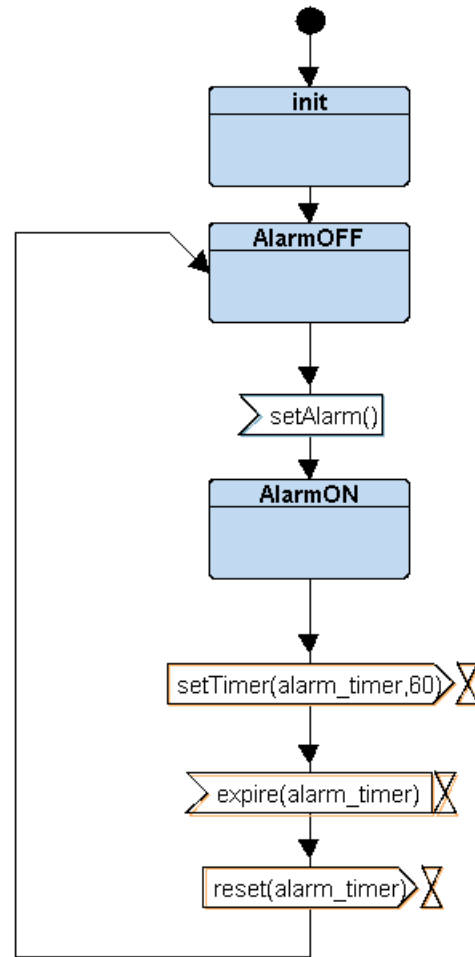 init
AlarmOFF
setAlarm()
AlarmON
setTimer(alarm_timer,60)
expire(alarm_timer)
reset(alarm_timer)